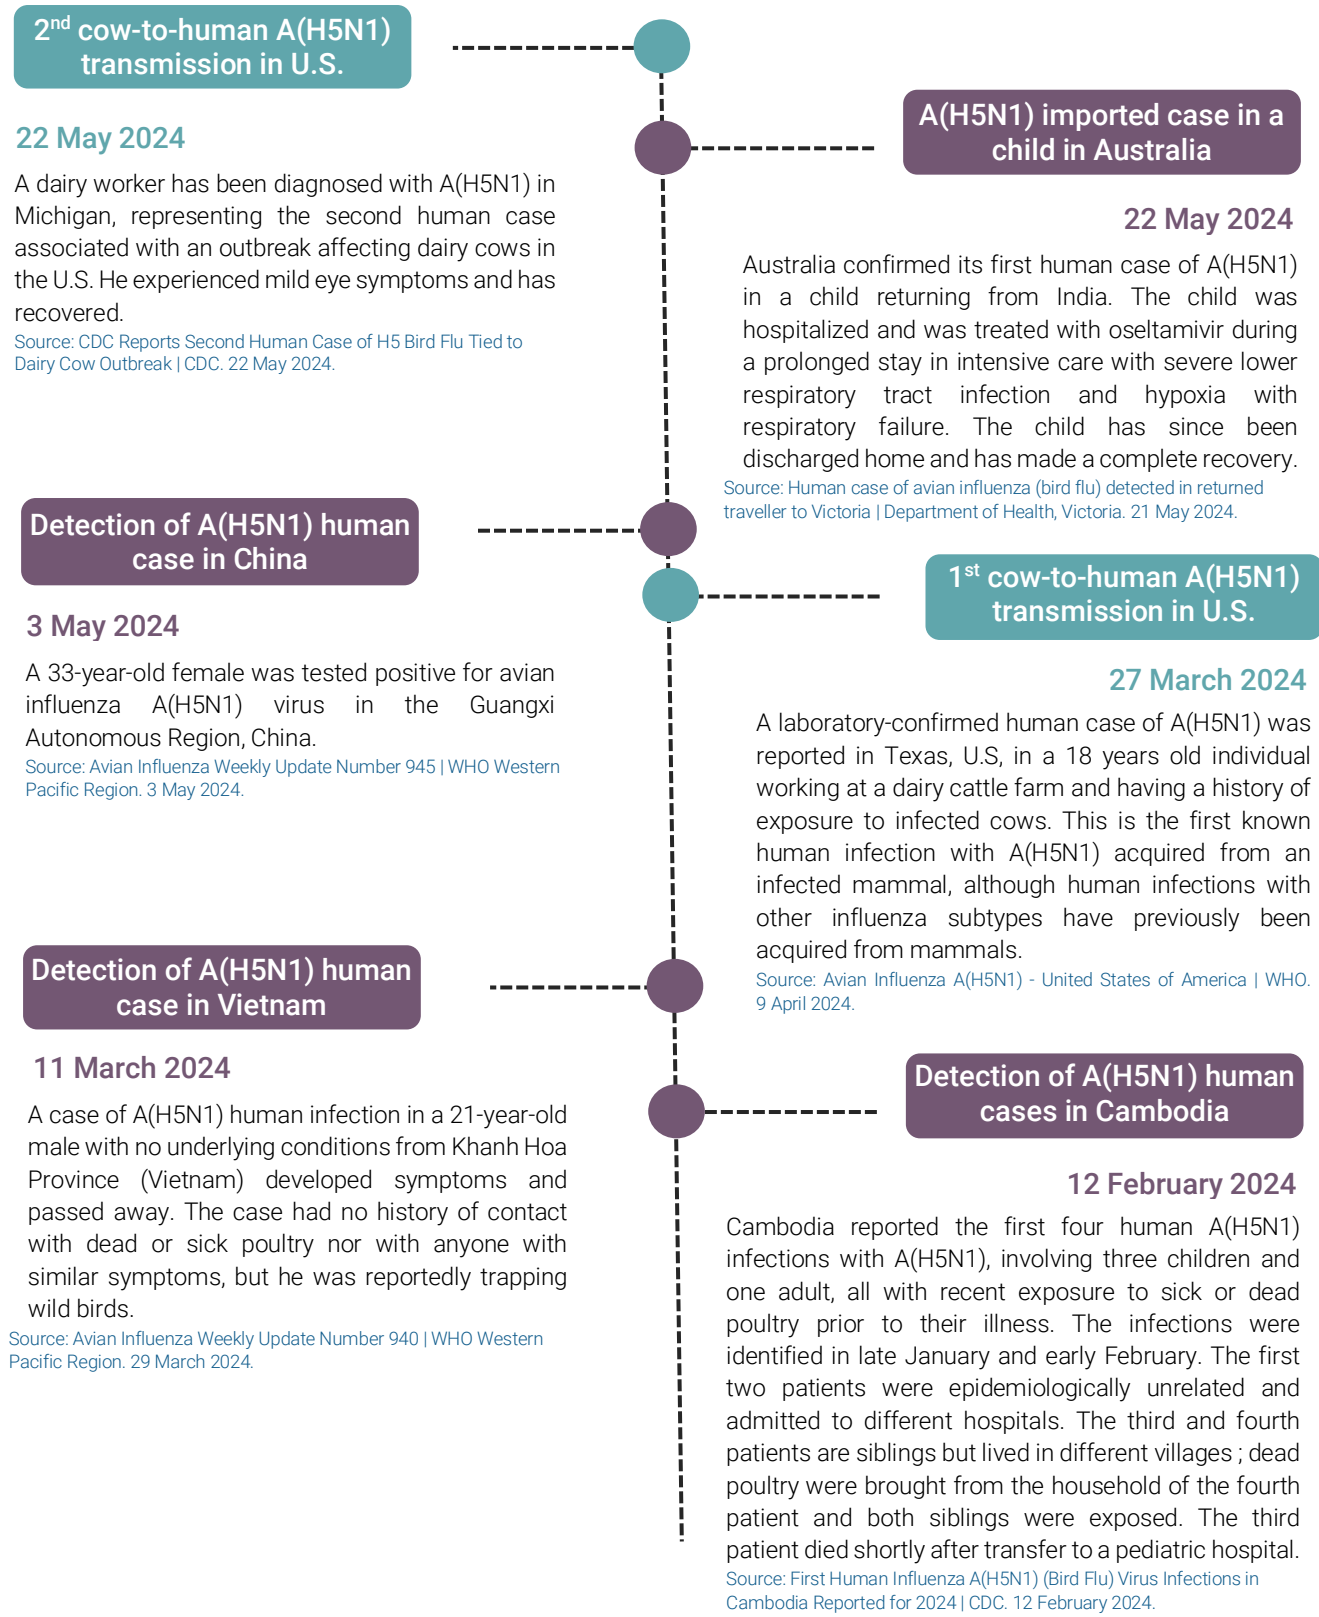 2nd cow-to-human A(H5N1)
transmission in U.S.
22 May 2024
A dairy worker has been diagnosed with A(H5N1) in
Michigan, representing the second human case
associated with an outbreak affecting dairy cows in
the U.S. He experienced mild eye symptoms and has
recovered.
Source: CDC Reports Second Human Case of H5 Bird Flu Tied to
Dairy Cow Outbreak | CDC. 22 May 2024.
A(H5N1) imported case in a
child in Australia
22 May 2024
Australia confirmed its first human case of A(H5N1)
in a child returning from India. The child was
hospitalized and was treated with oseltamivir during
a prolonged stay in intensive care with severe lower
respiratory tract infection and hypoxia with
respiratory failure. The child has since been
discharged home and has made a complete recovery.
Source: Human case of avian influenza (bird flu) detected in returned
traveller to Victoria | Department of Health, Victoria. 21 May 2024.
Detection of A(H5N1) human
case in China
3 May 2024
A 33-year-old female was tested positive for avian
influenza A(H5N1) virus in the Guangxi
Autonomous Region, China.
Source: Avian Influenza Weekly Update Number 945 | WHO Western
Pacific Region. 3 May 2024.
1st cow-to-human A(H5N1)
transmission in U.S.
27 March 2024
A laboratory-confirmed human case of A(H5N1) was
reported in Texas, U.S, in a 18 years old individual
working at a dairy cattle farm and having a history of
exposure to infected cows. This is the first known
human infection with A(H5N1) acquired from an
infected mammal, although human infections with
other influenza subtypes have previously been
acquired from mammals.
Source: Avian Influenza A(H5N1) - United States of America | WHO.
9 April 2024.
Detection of A(H5N1) human
case in Vietnam
11 March 2024
A case of A(H5N1) human infection in a 21-year-old
male with no underlying conditions from Khanh Hoa
Province (Vietnam) developed symptoms and
passed away. The case had no history of contact
with dead or sick poultry nor with anyone with
similar symptoms, but he was reportedly trapping
wild birds.
Source: Avian Influenza Weekly Update Number 940 | WHO Western
Pacific Region. 29 March 2024.
Detection of A(H5N1) human
cases in Cambodia
12 February 2024
Cambodia reported the first four human A(H5N1)
infections with A(H5N1), involving three children and
one adult, all with recent exposure to sick or dead
poultry prior to their illness. The infections were
identified in late January and early February. The first
two patients were epidemiologically unrelated and
admitted to different hospitals. The third and fourth
patients are siblings but lived in different villages ; dead
poultry were brought from the household of the fourth
patient and both siblings were exposed. The third
patient died shortly after transfer to a pediatric hospital.
Source: First Human Influenza A(H5N1) (Bird Flu) Virus Infections in
Cambodia Reported for 2024 | CDC. 12 February 2024.